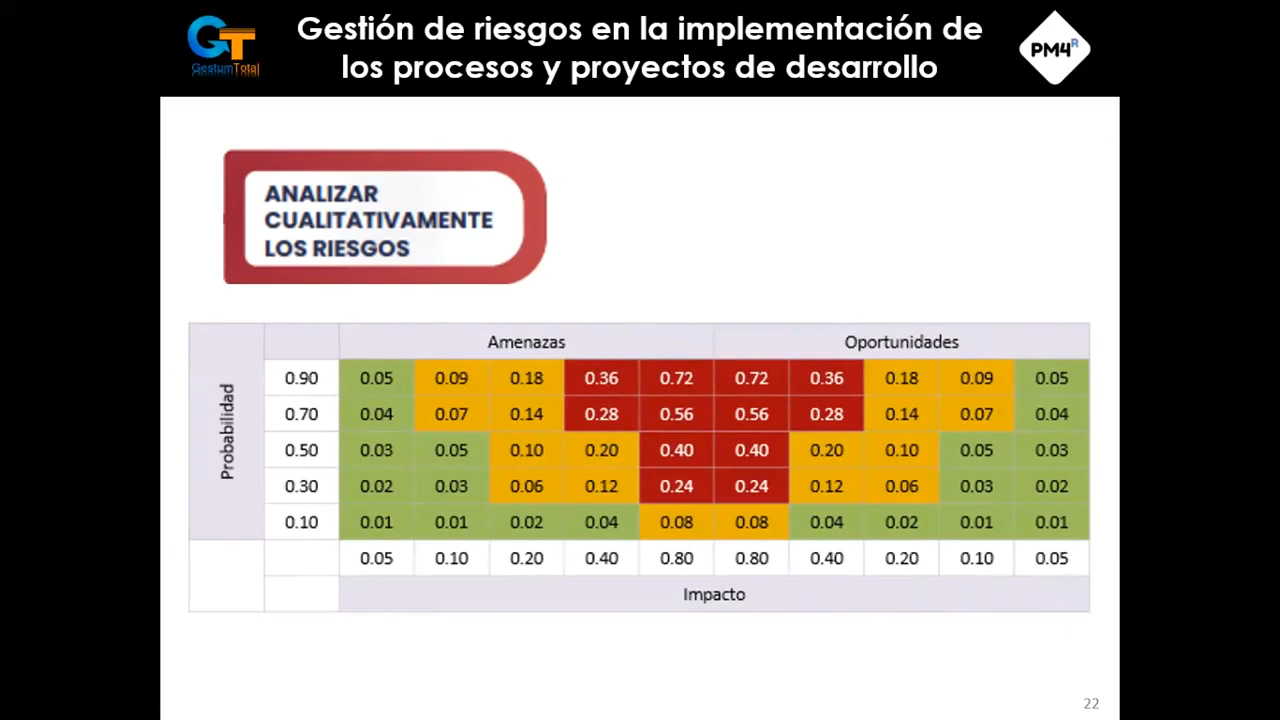 Gestión de riesgos en la implementación de
los procesos y proyectos de desarrollo
GT
GestumTotal
PM4R
ANALIZAR
CUALITATIVAMENTE
LOS RIESGOS
Amenazas Oportunidades
Probabilidad
0.90 0.05 0.09 0.18 0.36 0.72 0.72 0.36 0.18 0.09 0.05
0.70 0.04 0.07 0.14 0.28 0.56 0.56 0.28 0.14 0.07 0.04
0.50 0.03 0.05 0.10 0.20 0.40 0.40 0.20 0.10 0.05 0.03
0.30 0.02 0.03 0.06 0.12 0.24 0.24 0.12 0.06 0.03 0.02
0.10 0.01 0.01 0.02 0.04 0.08 0.08 0.04 0.02 0.01 0.01
0.05 0.10 0.20 0.40 0.80 0.80 0.40 0.20 0.10 0.05
Impacto
22